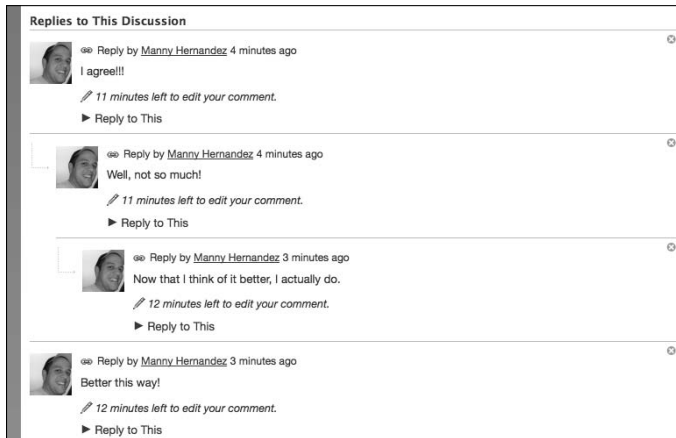 Replies to This Discussion
Reply by Manny Hernandez 4 minutes ago
I agree!!!
11 minutes left to edit your comment.
Reply to This
Reply by Manny Hernandez 4 minutes ago
Well, not so much!
11 minutes left to edit your comment.
Reply to This
Reply by Manny Hernandez 3 minutes ago
Now that I think of it better, I actually do.
12 minutes left to edit your comment.
Reply to This
Reply by Manny Hernandez 3 minutes ago
Better this way!
12 minutes left to edit your comment.
Reply to This